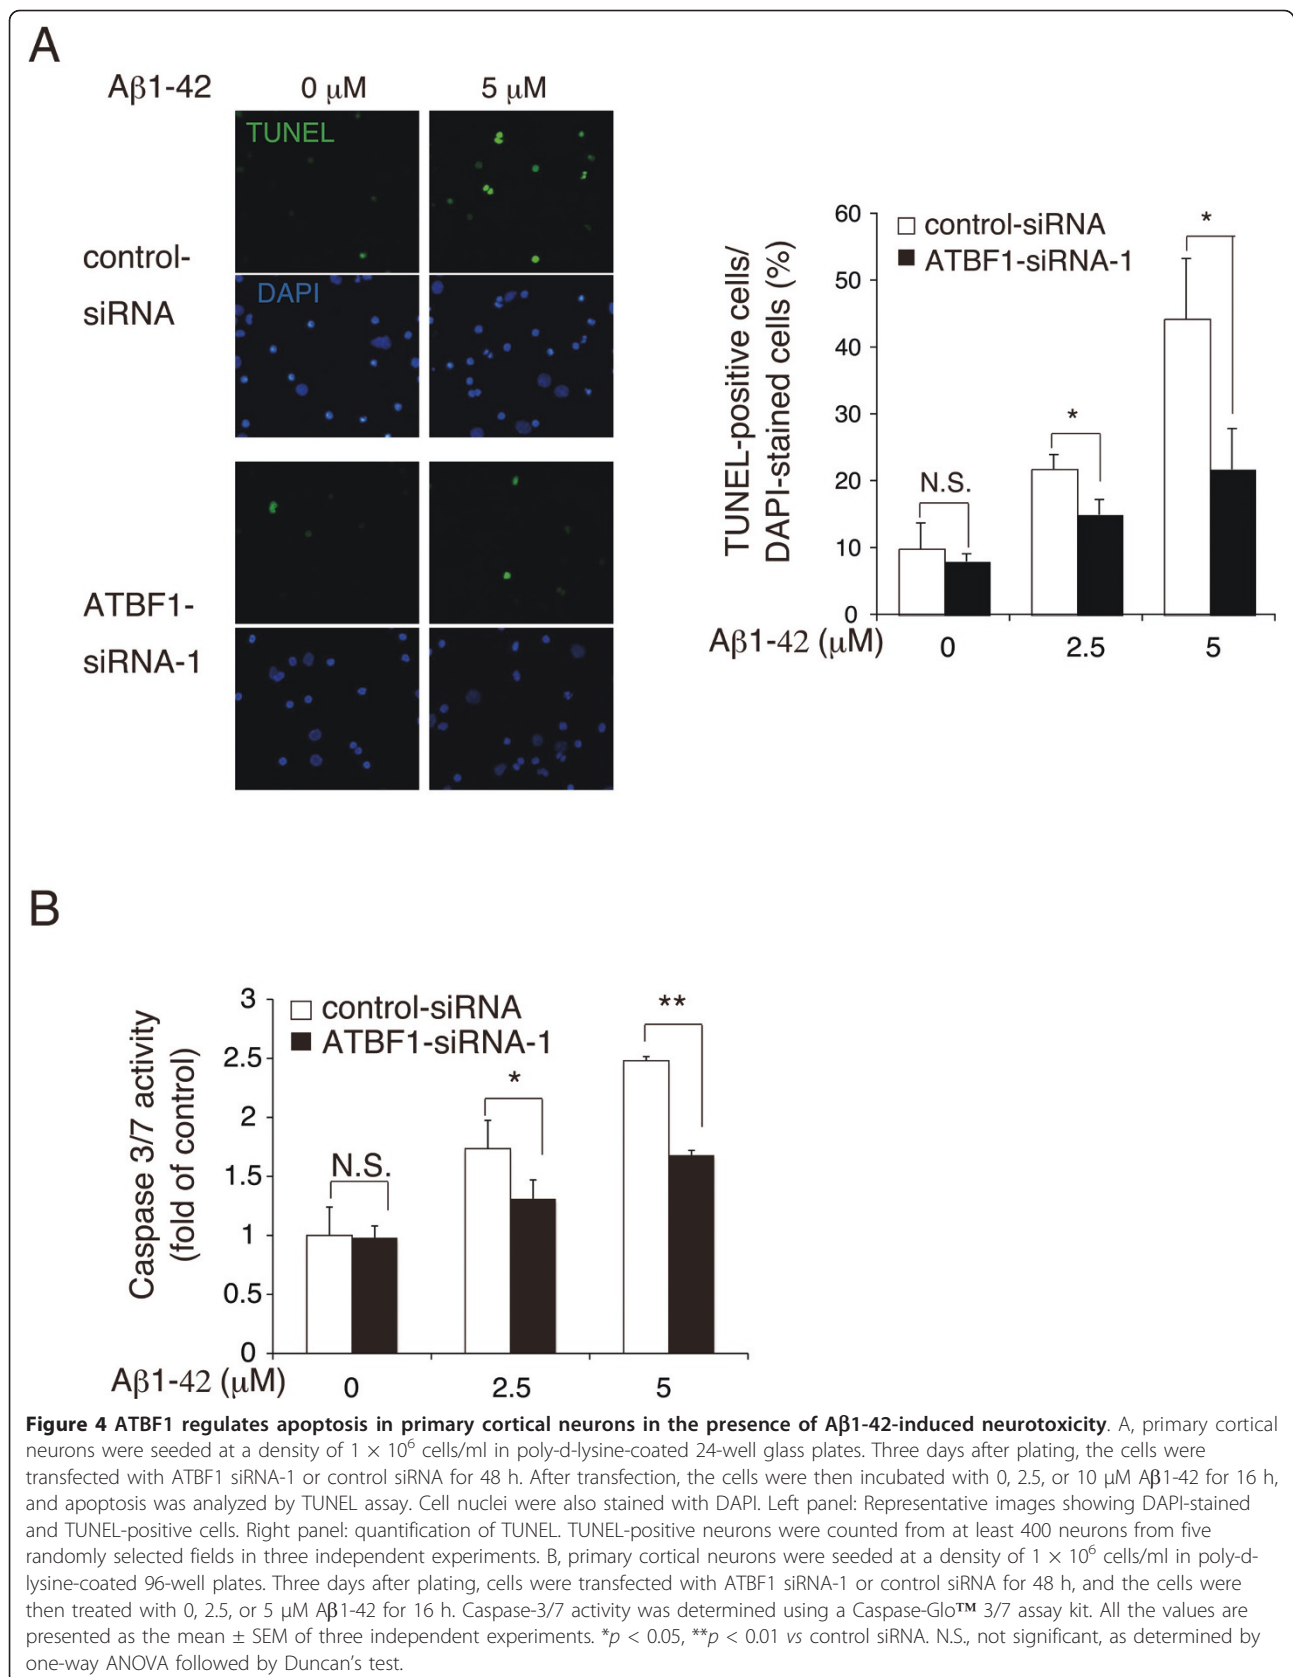 A
Aβ1-42 0 μM 5 μM
TUNEL
control-
siRNA
DAPI
ATBF1-
siRNA-1
TUNEL-positive cells/
DAPI-stained cells (%)
60
50
40
30
20
10
0
control-siRNA
ATBF1-siRNA-1
N.S.
*
*
Aβ1-42 (μM) 0 2.5 5
B
Caspase 3/7 activity
(fold of control)
3
2.5
2
1.5
1
0.5
0
control-siRNA
ATBF1-siRNA-1
N.S.
*
**
Aβ1-42 (μM) 0 2.5 5
Figure 4 ATBF1 regulates apoptosis in primary cortical neurons in the presence of Aβ1-42-induced neurotoxicity. A, primary cortical
neurons were seeded at a density of 1 × 10⁶ cells/ml in poly-d-lysine-coated 24-well glass plates. Three days after plating, the cells were
transfected with ATBF1 siRNA-1 or control siRNA for 48 h. After transfection, the cells were then incubated with 0, 2.5, or 10 μM Aβ1-42 for 16 h,
and apoptosis was analyzed by TUNEL assay. Cell nuclei were also stained with DAPI. Left panel: Representative images showing DAPI-stained
and TUNEL-positive cells. Right panel: quantification of TUNEL. TUNEL-positive neurons were counted from at least 400 neurons from five
randomly selected fields in three independent experiments. B, primary cortical neurons were seeded at a density of 1 × 10⁶ cells/ml in poly-d-
lysine-coated 96-well plates. Three days after plating, cells were transfected with ATBF1 siRNA-1 or control siRNA for 48 h, and the cells were
then treated with 0, 2.5, or 5 μM Aβ1-42 for 16 h. Caspase-3/7 activity was determined using a Caspase-Glo™ 3/7 assay kit. All the values are
presented as the mean ± SEM of three independent experiments. *p < 0.05, **p < 0.01 vs control siRNA. N.S., not significant, as determined by
one-way ANOVA followed by Duncan's test.